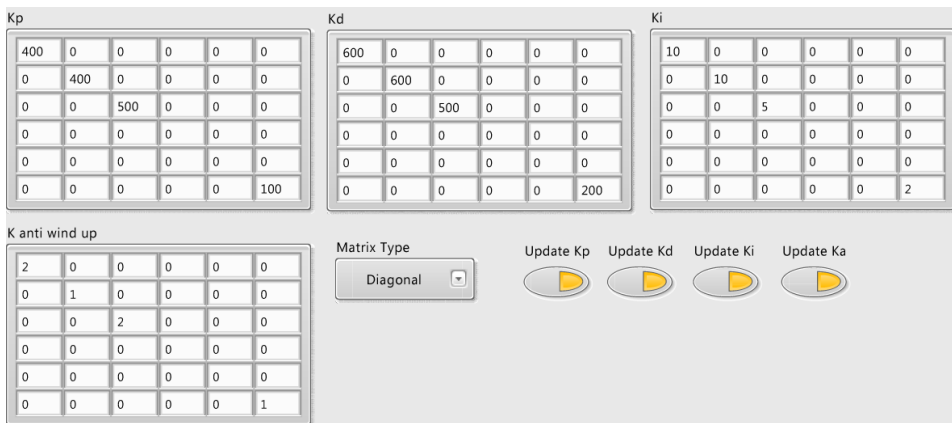 Kp
400 0 0 0 0 0
0 400 0 0 0 0
0 0 500 0 0 0
0 0 0 0 0 0
0 0 0 0 0 0
0 0 0 0 0 100
Kd
600 0 0 0 0 0
0 600 0 0 0 0
0 0 500 0 0 0
0 0 0 0 0 0
0 0 0 0 0 0
0 0 0 0 0 200
Ki
10 0 0 0 0 0
0 10 0 0 0 0
0 0 5 0 0 0
0 0 0 0 0 0
0 0 0 0 0 0
0 0 0 0 0 2
K anti wind up
2 0 0 0 0 0
0 1 0 0 0 0
0 0 2 0 0 0
0 0 0 0 0 0
0 0 0 0 0 0
0 0 0 0 0 1
Matrix Type
Diagonal
Update Kp Update Kd Update Ki Update Ka